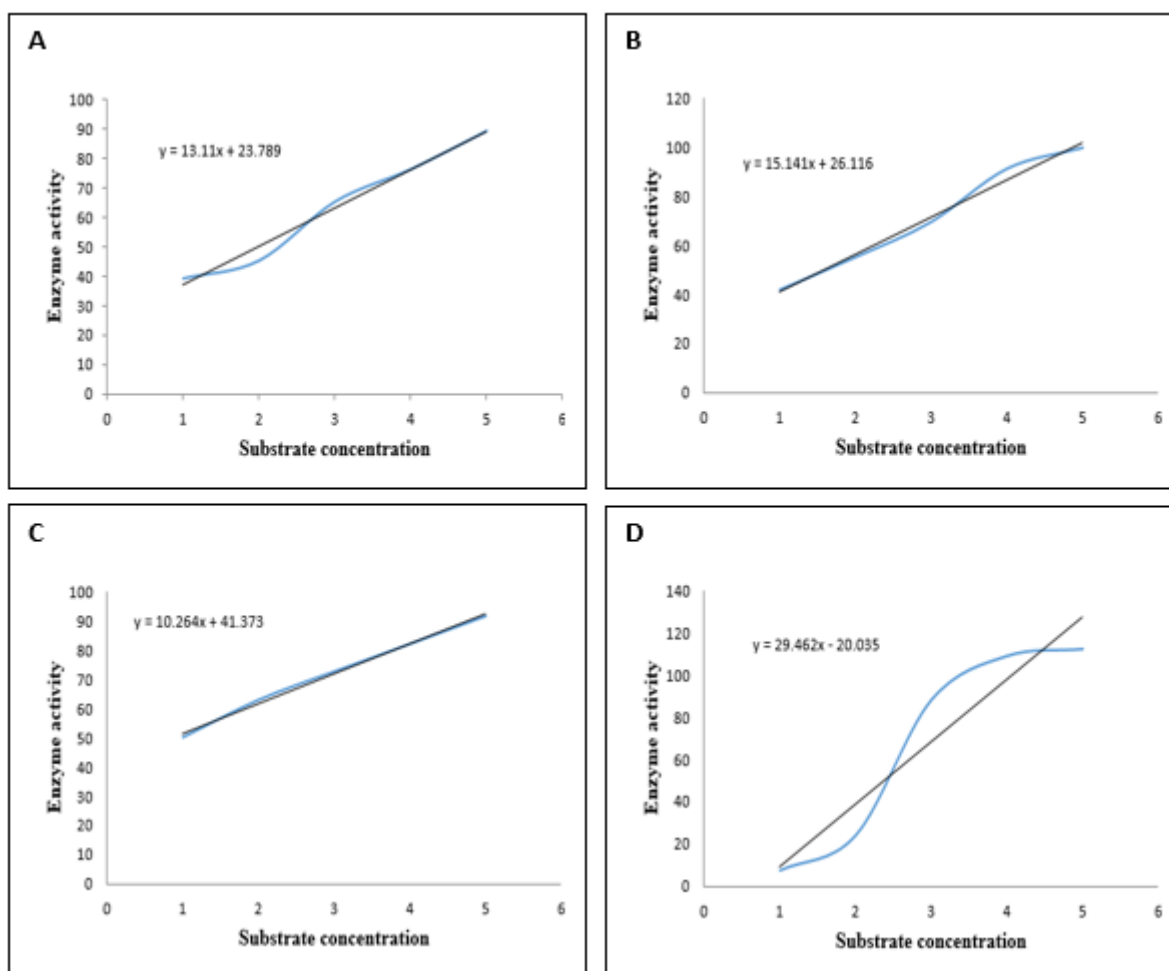 A
Enzyme activity
100
90
80
70
60
50
40
30
20
10
0
y = 13.11x + 23.789
0 1 2 3 4 5 6
Substrate concentration
B
Enzyme activity
120
100
80
60
40
20
0
y = 15.141x + 26.116
0 1 2 3 4 5 6
Substrate concentration
C
Enzyme activity
100
90
80
70
60
50
40
30
20
10
0
y = 10.264x + 41.373
0 1 2 3 4 5 6
Substrate concentration
D
Enzyme activity
140
120
100
80
60
40
20
0
y = 29.462x - 20.035
0 1 2 3 4 5 6
Substrate concentration